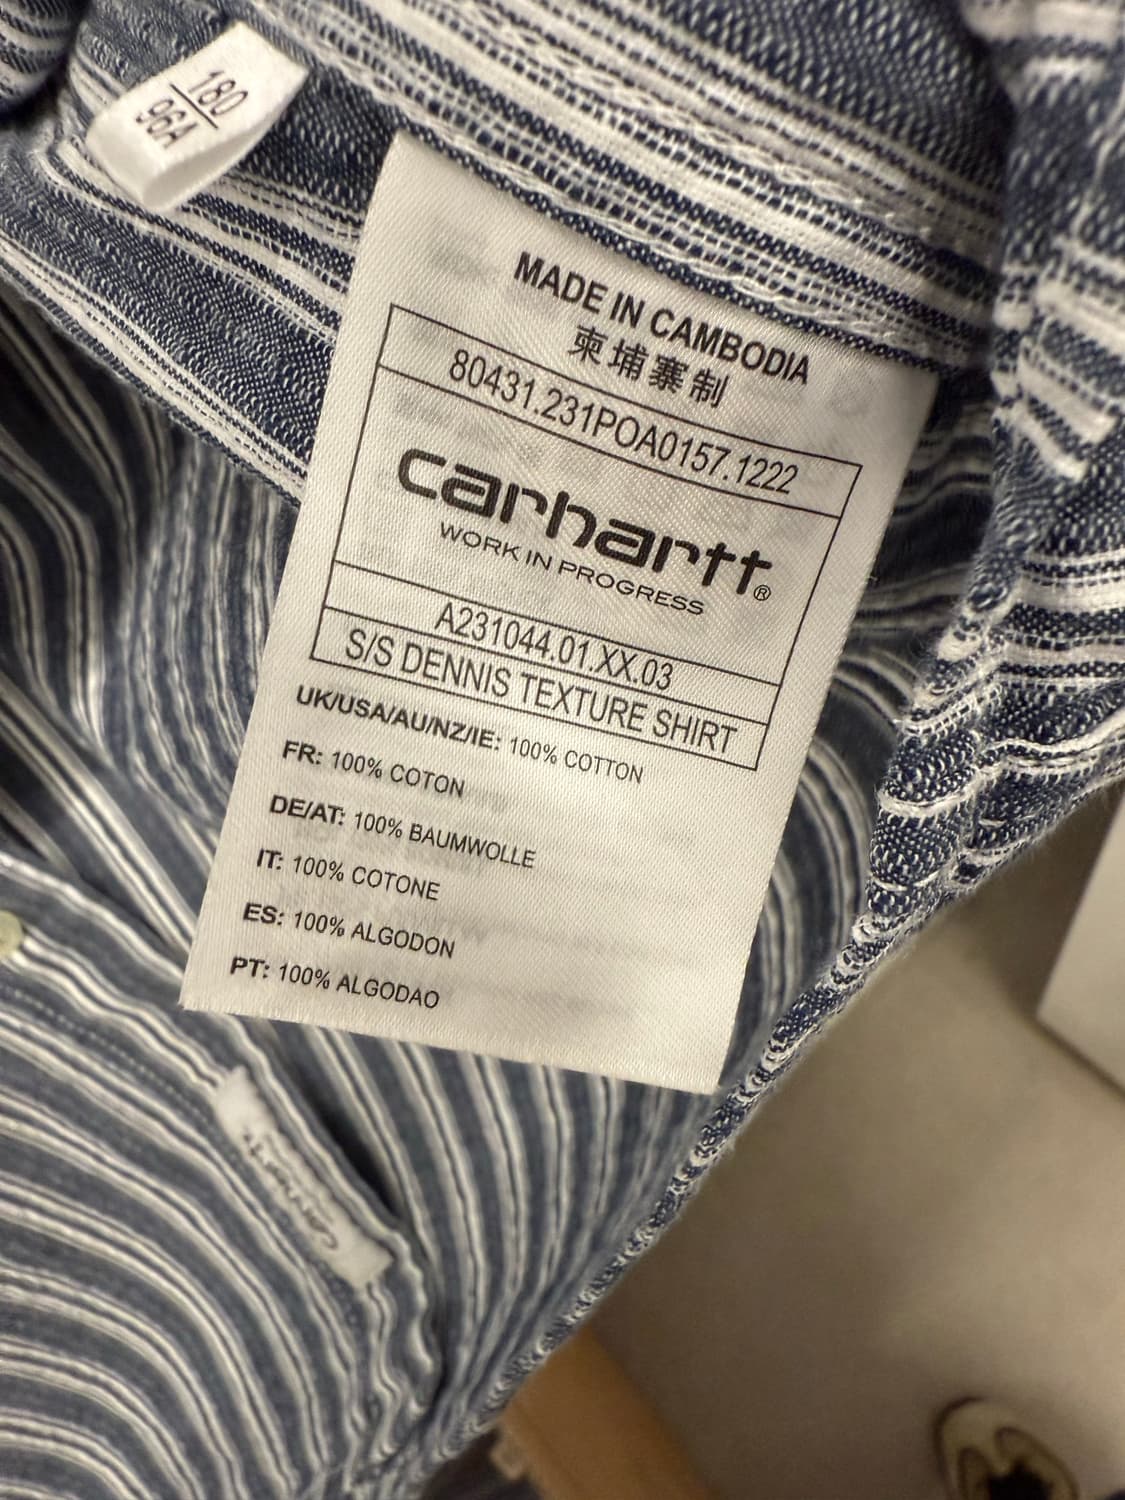 180
96A
MADE IN CAMBODIA
柬埔寨制
80431.231POA0157.1222
carhartt®
WORK IN PROGRESS
A231044.01.XX.03
S/S DENNIS TEXTURE SHIRT
UK/USA/AU/NZ/IE: 100% COTTON
FR: 100% COTON
DE/AT: 100% BAUMWOLLE
IT: 100% COTONE
ES: 100% ALGODON
PT: 100% ALGODAO